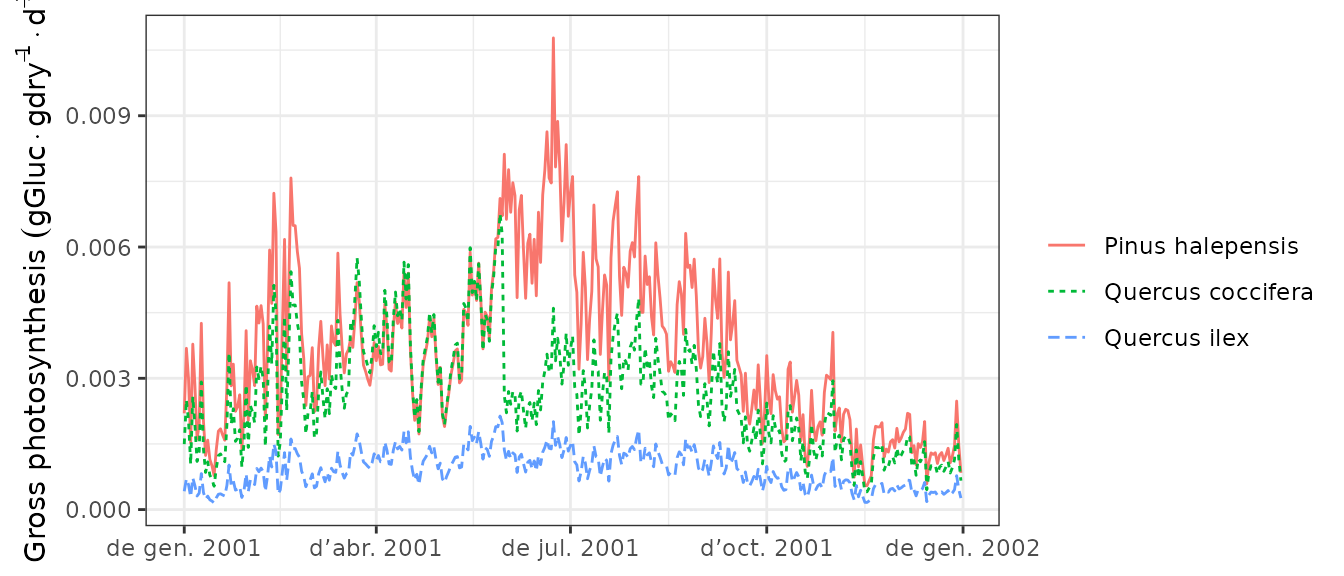 Gross photosynthesis (gGluc · gdry⁻¹ · d⁻
0.009
0.006
0.003
0.000
de gen. 2001 d’abr. 2001 de jul. 2001 d’oct. 2001 de gen. 2002
Pinus halepensis
Quercus coccifera
Quercus ilex